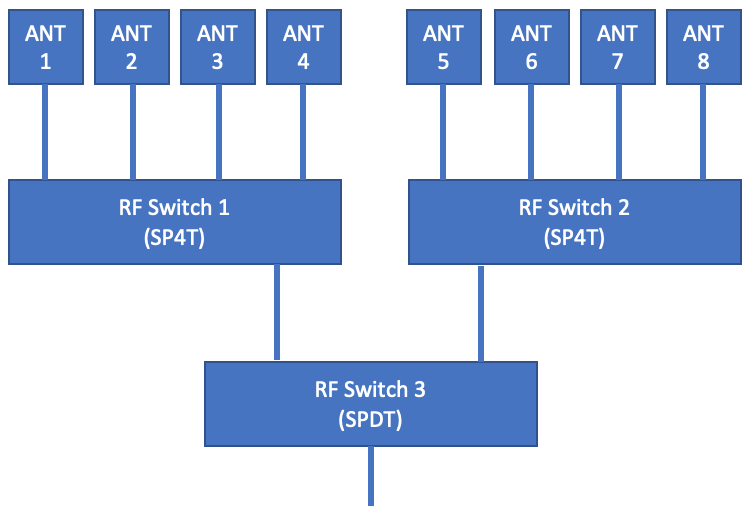 ANT
1
ANT
2
ANT
3
ANT
4
ANT
5
ANT
6
ANT
7
ANT
8
RF Switch 1
(SP4T)
RF Switch 2
(SP4T)
RF Switch 3
(SPDT)